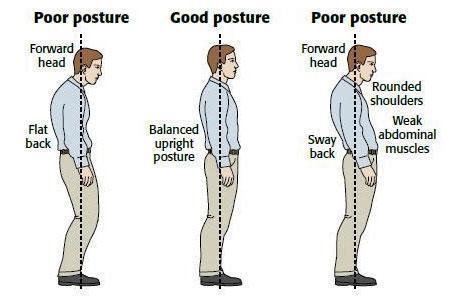 Poor posture
Forward
head
Flat
back
Good posture
Balanced
upright
posture
Poor posture
Forward
head
Rounded
shoulders
Weak
abdominal
muscles
Sway
back